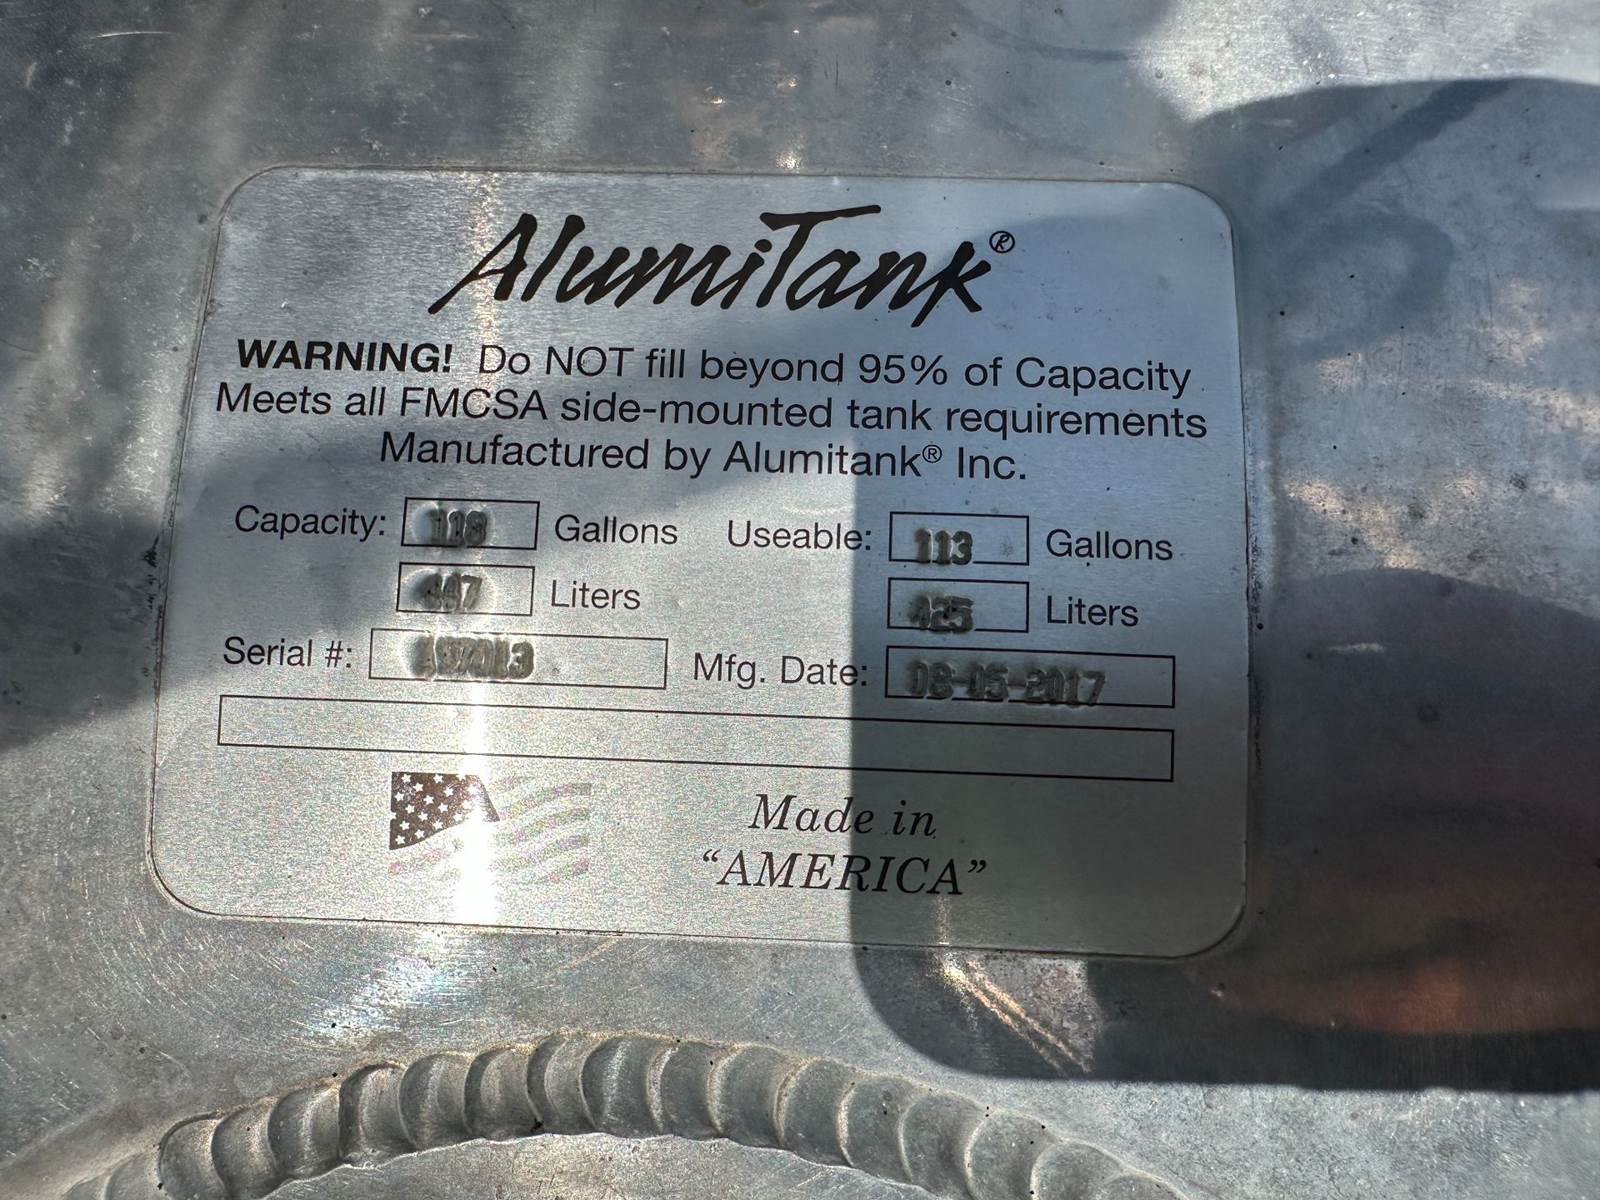 AlumiTank®
WARNING! Do NOT fill beyond 95% of Capacity
Meets all FMCSA side-mounted tank requirements
Manufactured by Alumitank® Inc.
Capacity: 118 Gallons Useable: 113 Gallons
447 Liters 425 Liters
Serial #: Mfg. Date: 08-05-2017
Made in
“AMERICA”